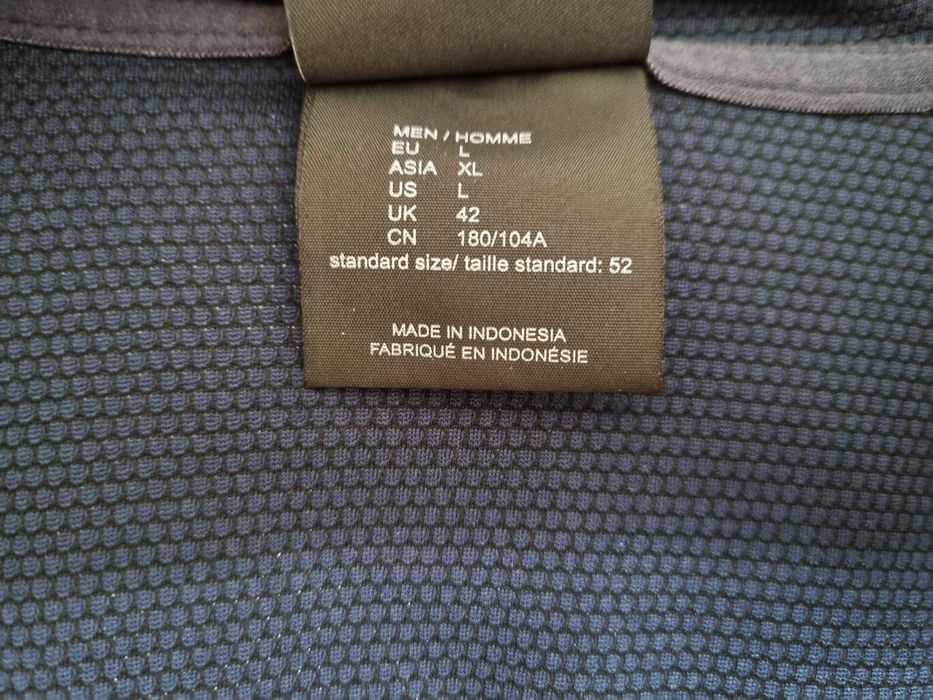 MEN / HOMME
EU L
ASIA XL
US L
UK 42
CN 180/104A
standard size/ taille standard: 52
MADE IN INDONESIA
FABRIQUÉ EN INDONÉSIE